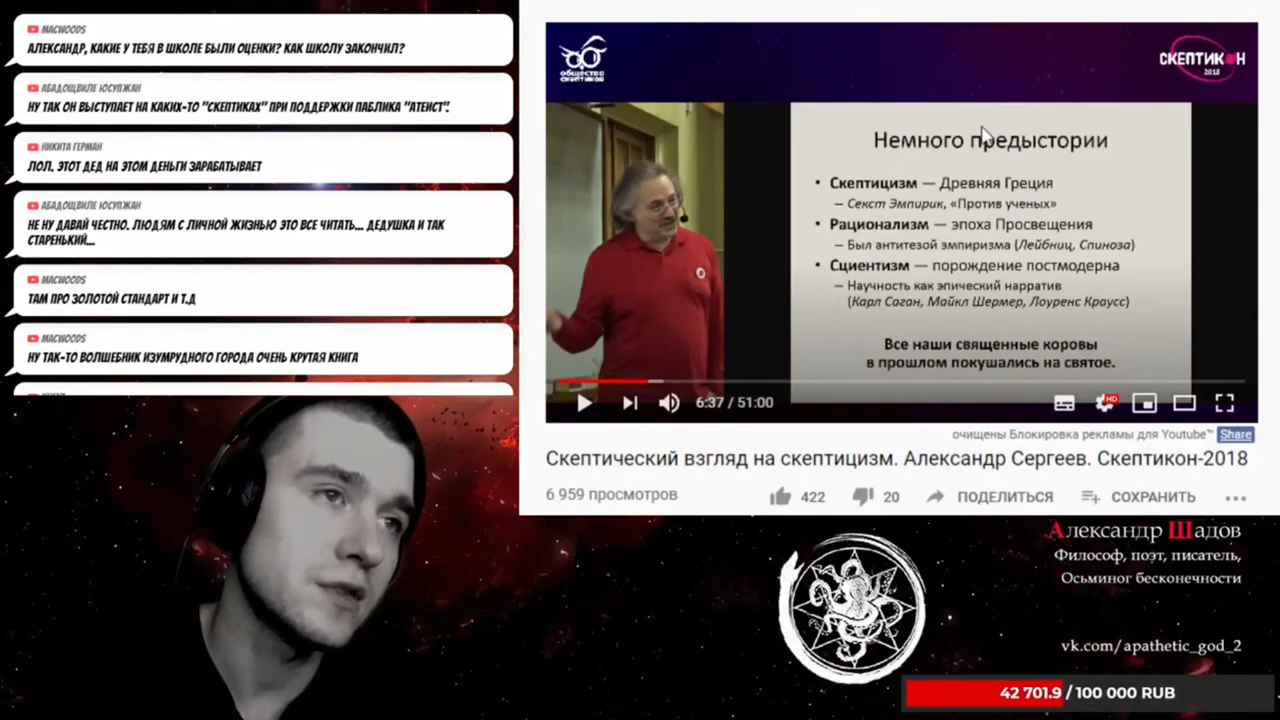 MACWOODS
АЛЕКСАНДР, КАКИЕ У ТЕБЯ В ШКОЛЕ БЫЛИ ОЦЕНКИ? КАК ШКОЛУ ЗАКОНЧИЛ?
АБАДОЩВИЛЕ ЮСУПЖАН
НУ ТАК ОН ВЫСТУПАЕТ НА КАКИХ-ТО "СКЕПТИКАХ" ПРИ ПОДДЕРЖКИ ПАБЛИКА "АТЕИСТ".
НИКИТА ГЕРМАН
ЛОЛ. ЭТОТ ДЕД НА ЭТОМ ДЕНЬГИ ЗАРАБАТЫВАЕТ
АБАДОЩВИЛЕ ЮСУПЖАН
НЕ НУ ДАВАЙ ЧЕСТНО. ЛЮДЯМ С ЛИЧНОЙ ЖИЗНЬЮ ЭТО ВСЕ ЧИТАТЬ... ДЕДУШКА И ТАК
СТАРЕНЬКИЙ...
MACWOODS
ТАМ ПРО ЗОЛОТОЙ СТАНДАРТ И Т.Д
MACWOODS
НУ ТАК-ТО ВОЛШЕБНИК ИЗУМРУДНОГО ГОРОДА ОЧЕНЬ КРУТАЯ КНИГА
общество
скептиков
СКЕПТИКОН
2018
Немного предыстории
• Скептицизм — Древняя Греция
– Секст Эмпирик, «Против ученых»
• Рационализм — эпоха Просвещения
– Был антитезой эмпиризма (Лейбниц, Спиноза)
• Сциентизм — порождение постмодерна
– Научность как эпический нарратив
(Карл Саган, Майкл Шермер, Лоуренс Краусс)
Все наши священные коровы
в прошлом покушались на святое.
6:37 / 51:00
HD
очищены Блокировка рекламы для Youtube™ Share
Скептический взгляд на скептицизм. Александр Сергеев. Скептикон-2018
6 959 просмотров
422
20
ПОДЕЛИТЬСЯ
СОХРАНИТЬ
Александр Шадов
Философ, поэт, писатель,
Осьминог бесконечности
vk.com/apathetic_god_2
42 701.9 / 100 000 RUB